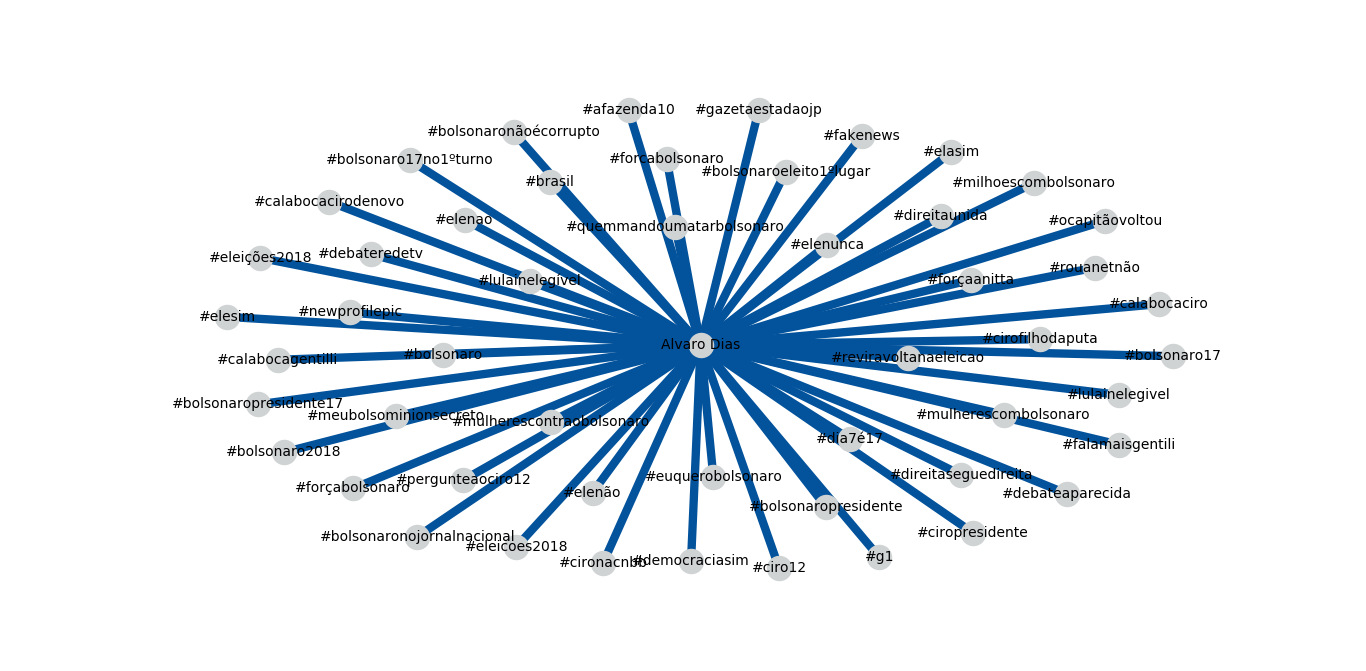 #afazenda10
#gazetaestadaojp
#bolsonaronãoécorrupto
#fakenews
#elasim
#bolsonaro17no1ºturno
#forcabolsonaro
#bolsonaroeleito1ºlugar
#brasil
#milhoescombolsonaro
#calabocacirodenovo
#elenao
#quemmandoumatarbolsonaro
#direitaunida
#ocapitãovoltou
#elenunca
#eleições2018
#debateredetv
#rouanetnão
#lulainelegível
#forçaanitta
#calabocaciro
#elesim
#newprofilepic
#cirofilhodaputa
Alvaro Dias
#calabocagentilli
#bolsonaro
#reviravoltanaeleicao
#bolsonaro17
#lulainelegivel
#bolsonaropresidente17
#meubolsominionsecreto
#mulherescontraobolsonaro
#mulherescombolsonaro
#dia7é17
#falamaisgentili
#bolsonaro2018
#forçabolsonaro
#pergunteaociro12
#euquerobolsonaro
#direitaseguedireita
#elenão
#debateaparecida
#bolsonaropresidente
#bolsonaronojornalnacional
#eleicoes2018
#ciropresidente
#cironacnbb
#democraciasim
#ciro12
#g1